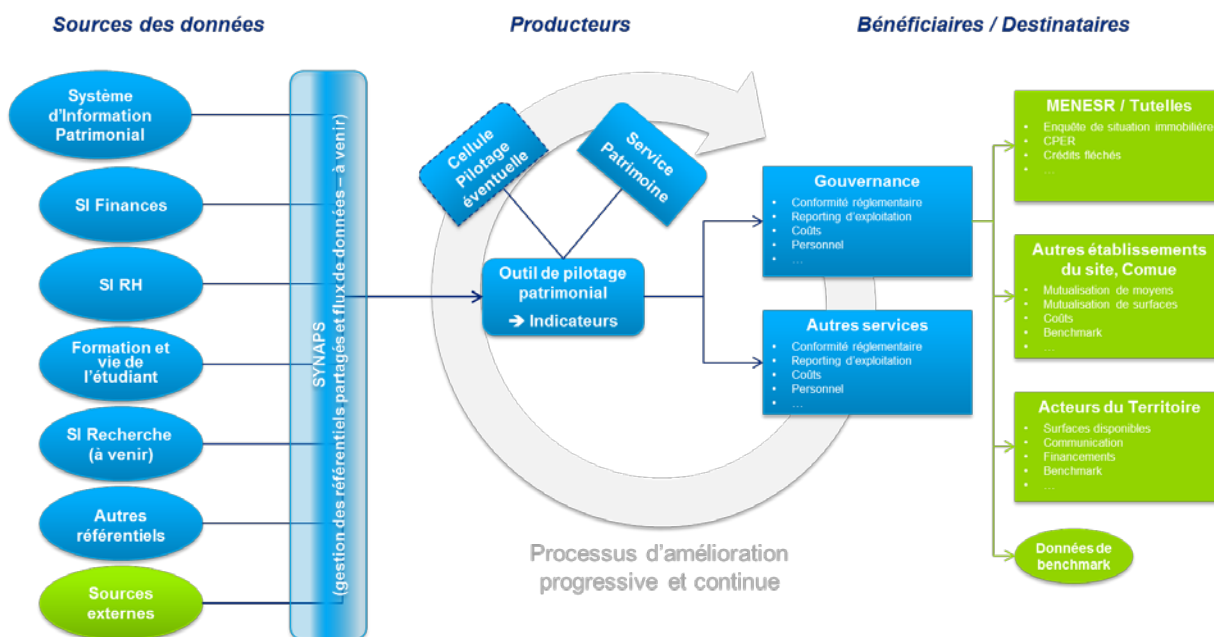 Sources des données
Producteurs
Bénéficiaires / Destinataires
Système
d'Information
Patrimonial
SI Finances
SI RH
Formation et
vie de
l'étudiant
SI Recherche
(à venir)
Autres
référentiels
Sources
externes
SYNAPS
(gestion des référentiels partagés et flux de données – à venir)
Cellule
Pilotage
éventuelle
Service
Patrimoine
Outil de pilotage
patrimonial
➔ Indicateurs
Processus d'amélioration
progressive et continue
Gouvernance
• Conformité réglementaire
• Reporting d'exploitation
• Coûts
• Personnel
• …
Autres services
• Conformité réglementaire
• Reporting d'exploitation
• Coûts
• Personnel
• …
MENESR / Tutelles
• Enquête de situation immobilière
• CPER
• Crédits fléchés
• …
Autres établissements
du site, Comue
• Mutualisation de moyens
• Mutualisation de surfaces
• Coûts
• Benchmark
• …
Acteurs du Territoire
• Surfaces disponibles
• Communication
• Financements
• Benchmark
• …
Données de
benchmark